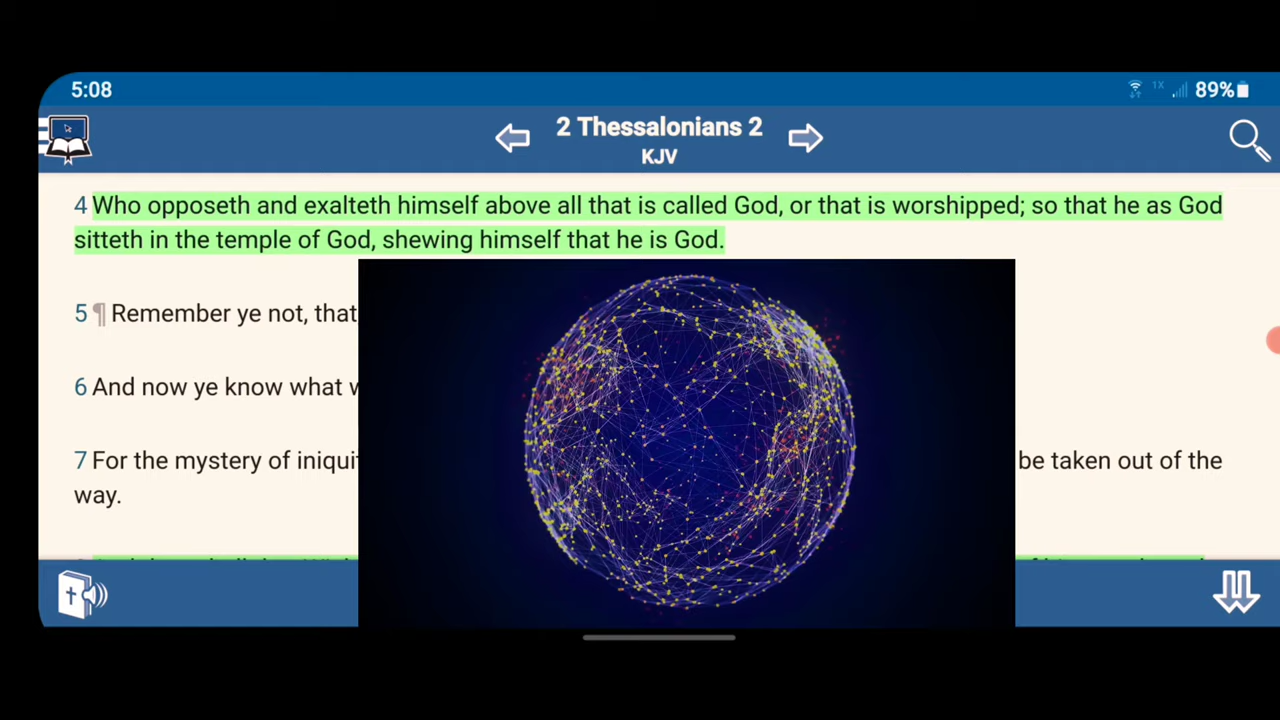 5:08
1X
89%
2 Thessalonians 2
KJV
4 Who opposeth and exalteth himself above all that is called God, or that is worshipped; so that he as God
sitteth in the temple of God, shewing himself that he is God.
5 ¶ Remember ye not, that
6 And now ye know what w
7 For the mystery of iniquit
be taken out of the
way.